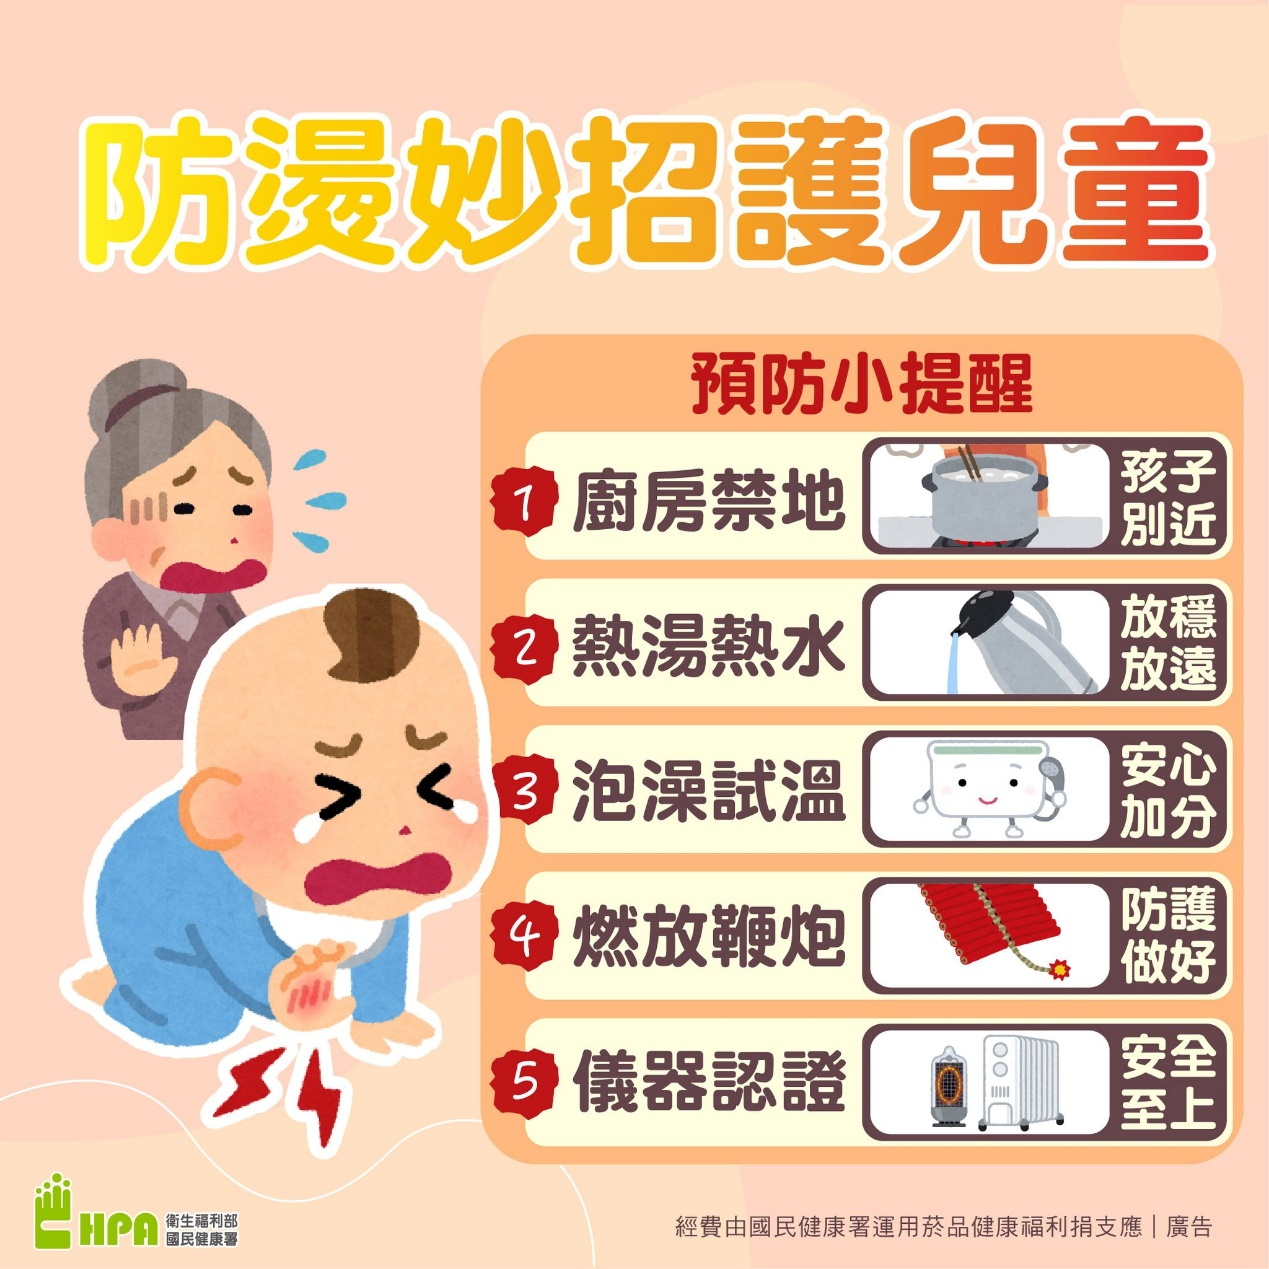 防燙妙招護兒童
預防小提醒
1 廚房禁地 孩子
別近
2 熱湯熱水 放穩
放遠
3 泡澡試溫 安心
加分
4 燃放鞭炮 防護
做好
5 儀器認證 安全
至上
HPA 衛生福利部
國民健康署
經費由國民健康署運用菸品健康福利捐支應｜廣告